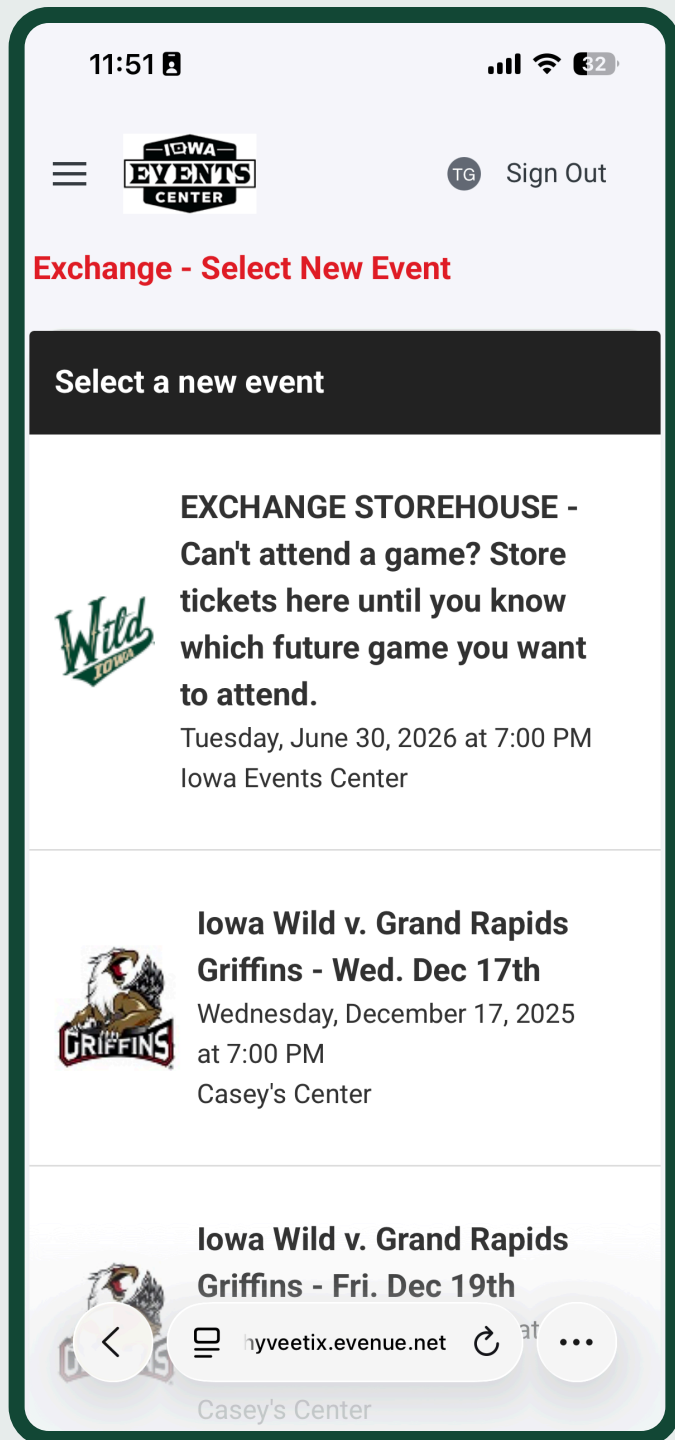 11:51
32
IOWA
EVENTS
CENTER
TG
Sign Out
Exchange - Select New Event
Select a new event
EXCHANGE STOREHOUSE -
Can't attend a game? Store
tickets here until you know
which future game you want
to attend.
Wild
IOWA
Tuesday, June 30, 2026 at 7:00 PM
Iowa Events Center
Iowa Wild v. Grand Rapids
Griffins - Wed. Dec 17th
GRIFFINS
Wednesday, December 17, 2025
at 7:00 PM
Casey's Center
Iowa Wild v. Grand Rapids
Griffins - Fri. Dec 19th
hyveetix.evenue.net
at
Casey's Center